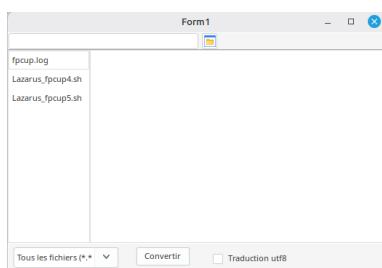 Form1
fpcup.log
Lazarus_fpcup4.sh
Lazarus_fpcup5.sh
Tous les fichiers (*.*
Convertir
Traduction utf8